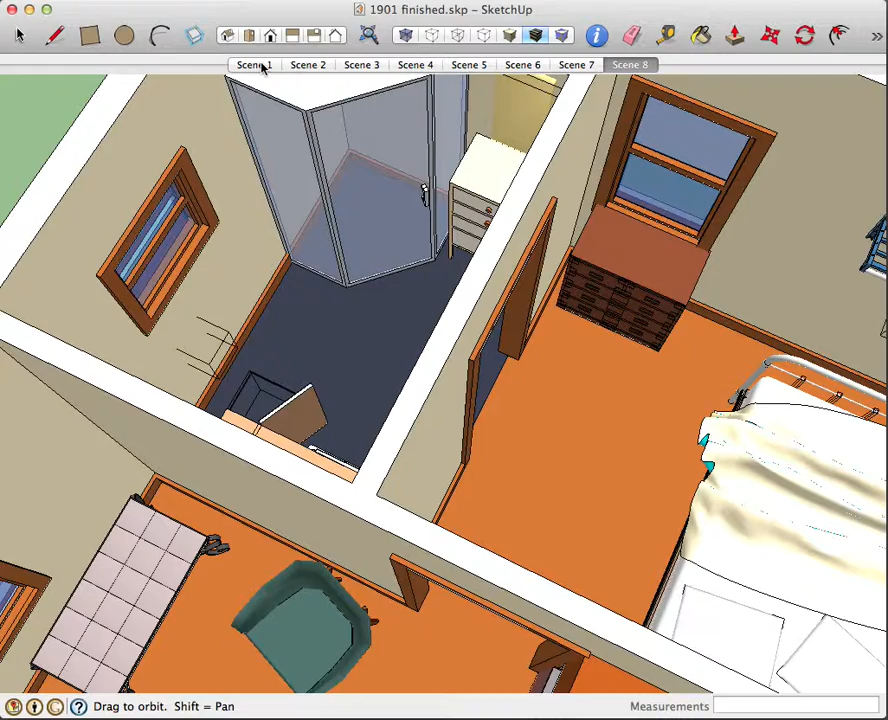 1901 finished.skp - SketchUp
Scene 1 Scene 2 Scene 3 Scene 4 Scene 5 Scene 6 Scene 7 Scene 8
Drag to orbit. Shift = Pan
Measurements